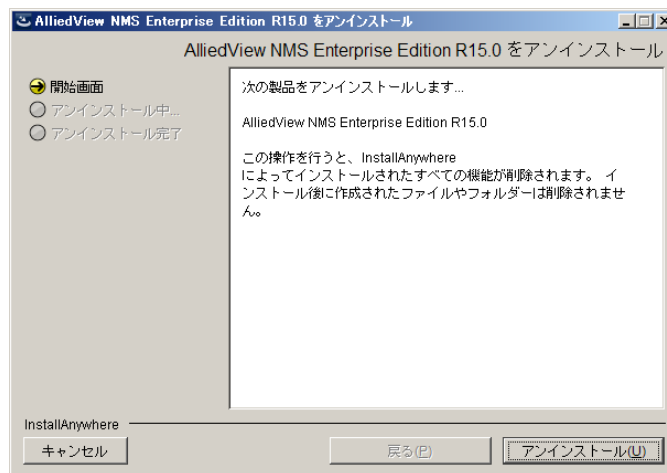 AlliedView NMS Enterprise Edition R15.0 をアンインストール
AlliedView NMS Enterprise Edition R15.0 をアンインストール
開始画面
アンインストール中...
アンインストール完了
次の製品をアンインストールします...
AlliedView NMS Enterprise Edition R15.0
この操作を行うと、InstallAnywhere
によってインストールされたすべての機能が削除されます。 イ
ンストール後に作成されたファイルやフォルダーは削除されませ
ん。
InstallAnywhere
キャンセル
戻る(P)
アンインストール(U)